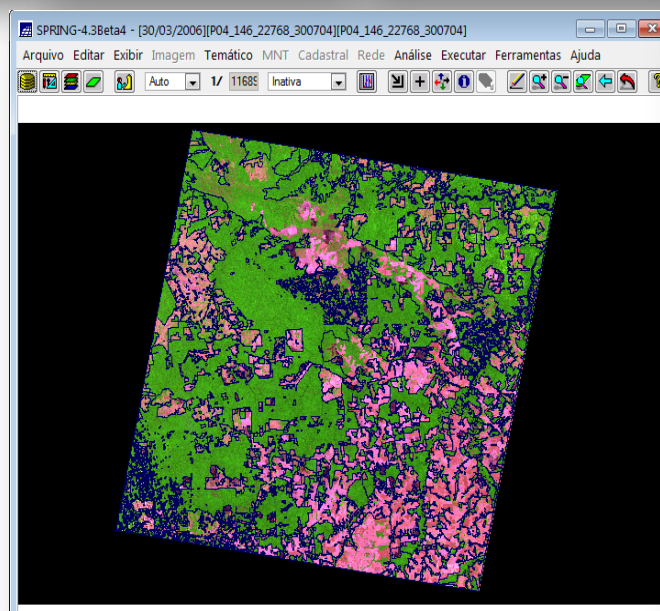 SPRING-4.3Beta4 - [30/03/2006][P04_146_22768_300704][P04_146_22768_300704]
Arquivo Editar Exibir Imagem Temático MNT Cadastral Rede Análise Executar Ferramentas Ajuda
Auto 1/ 11689 Inativa